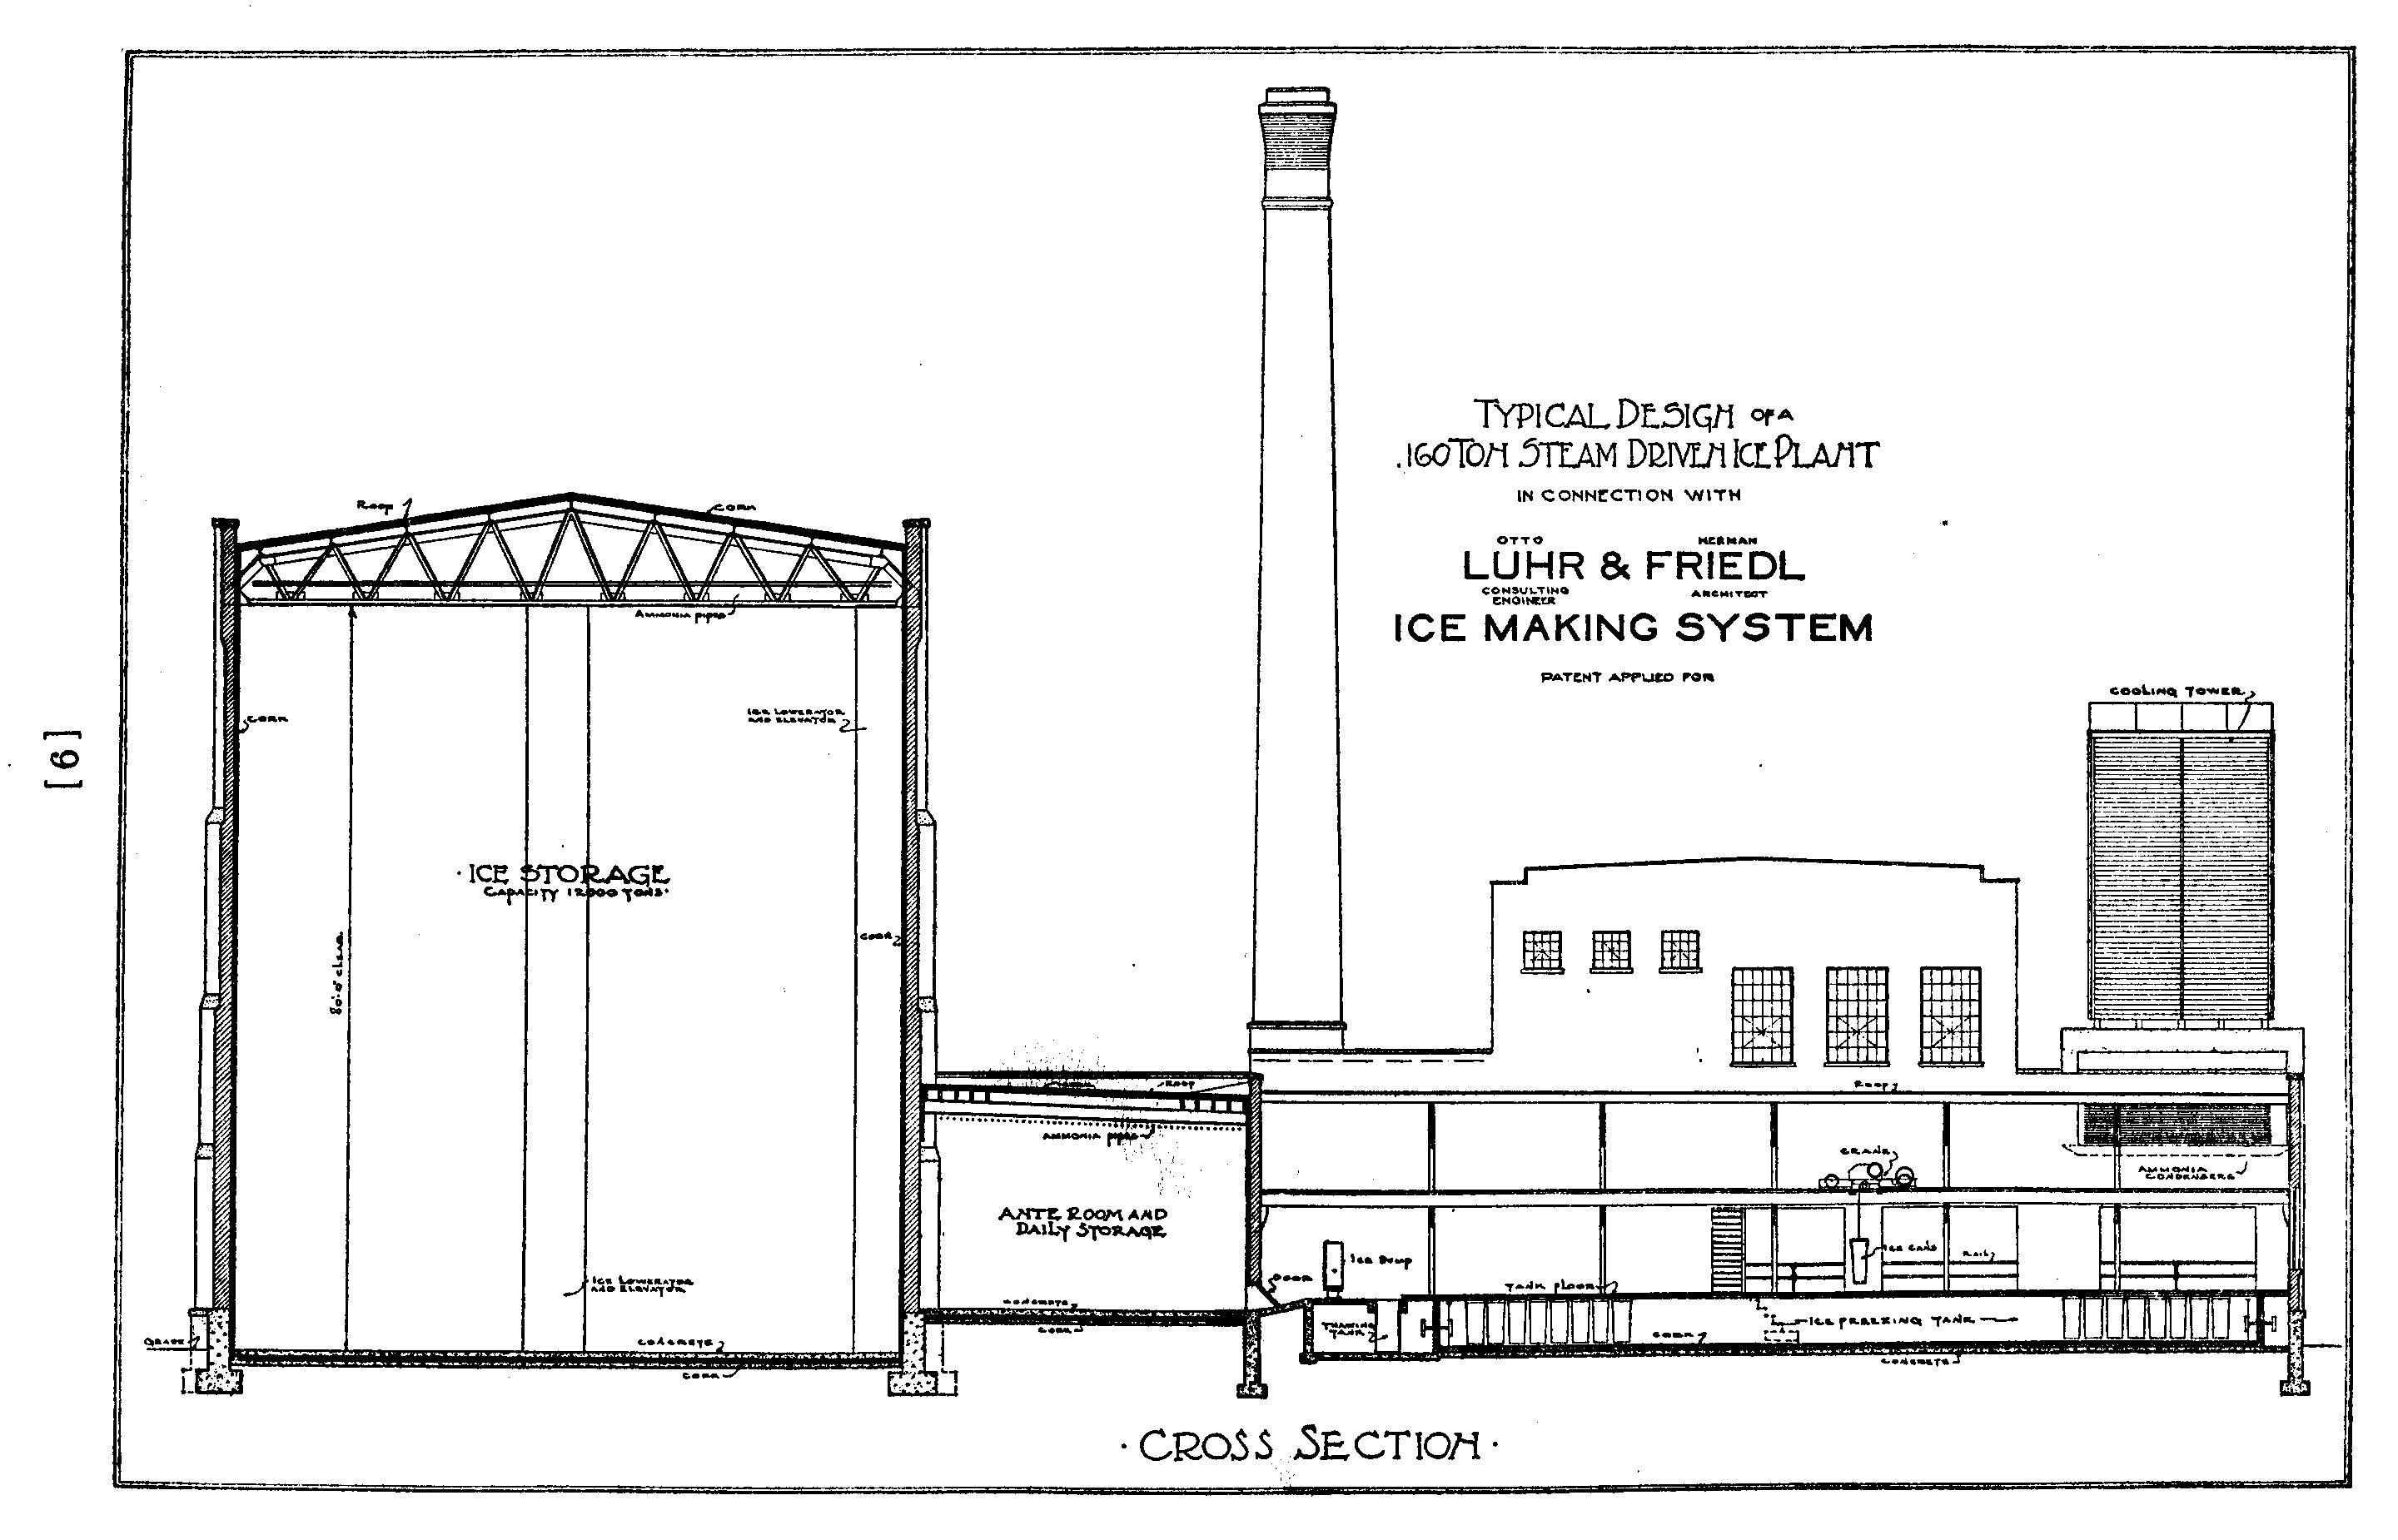 [6]
TYPICAL DESIGN OF A
160 TON STEAM DRIVEN ICE PLANT
IN CONNECTION WITH
OTTO HERMAN
LUHR & FRIEDL
CONSULTING ENGINEER ARCHITECT
ICE MAKING SYSTEM
PATENT APPLIED FOR
COOLING TOWER
ROOF
CORK
AMMONIA PIPES
CORK
ICE LOWERATOR
AND ELEVATOR
·ICE STORAGE
CAPACITY 12000 TONS·
80'-0" CLEAR
CORK
ICE LOWERATOR
AND ELEVATOR
CONCRETE
CORK
GRADE
CORK
ROOF
AMMONIA PIPES
ANTE ROOM AND
DAILY STORAGE
CONCRETE
CORK
DOOR
ICE DUMP
THAWING
TANK
ROOF
CRANE
AMMONIA
CONDENSERS
ICE CANS
RAIL
TANK FLOOR
ICE FREEZING TANK
CORK
CONCRETE
·CROSS SECTION·